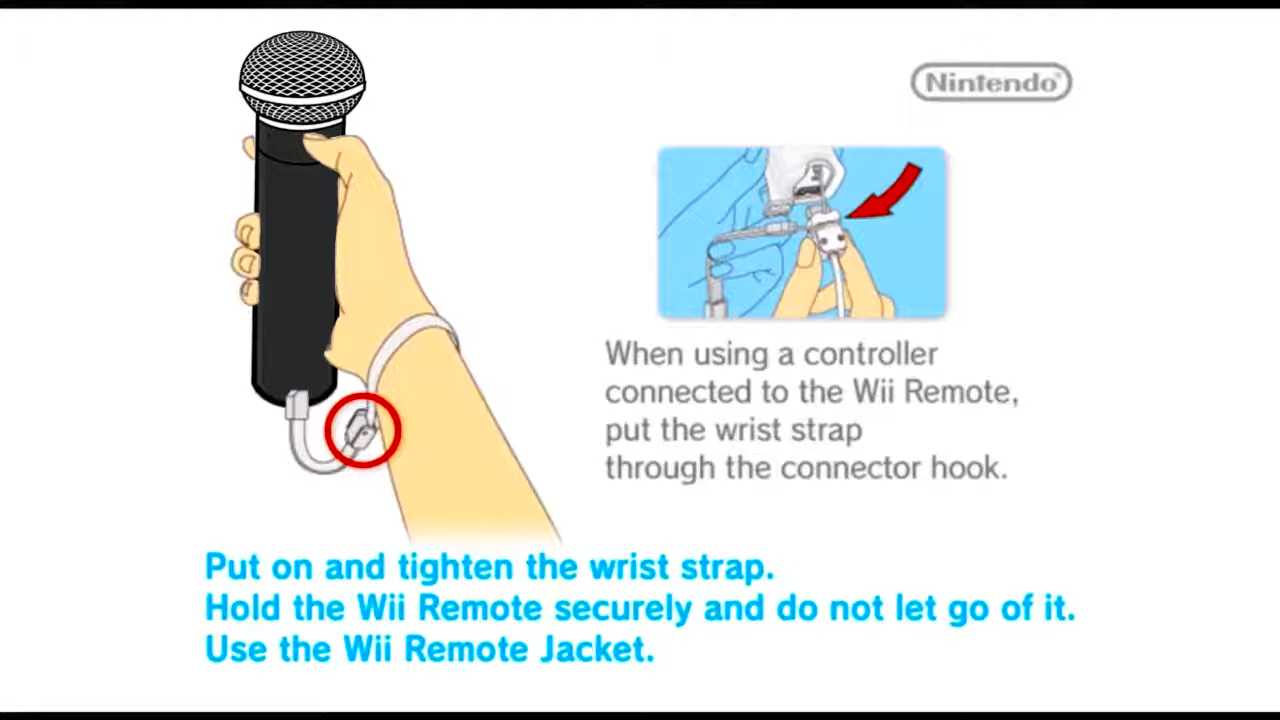 Nintendo
When using a controller
connected to the Wii Remote,
put the wrist strap
through the connector hook.
Put on and tighten the wrist strap.
Hold the Wii Remote securely and do not let go of it.
Use the Wii Remote Jacket.